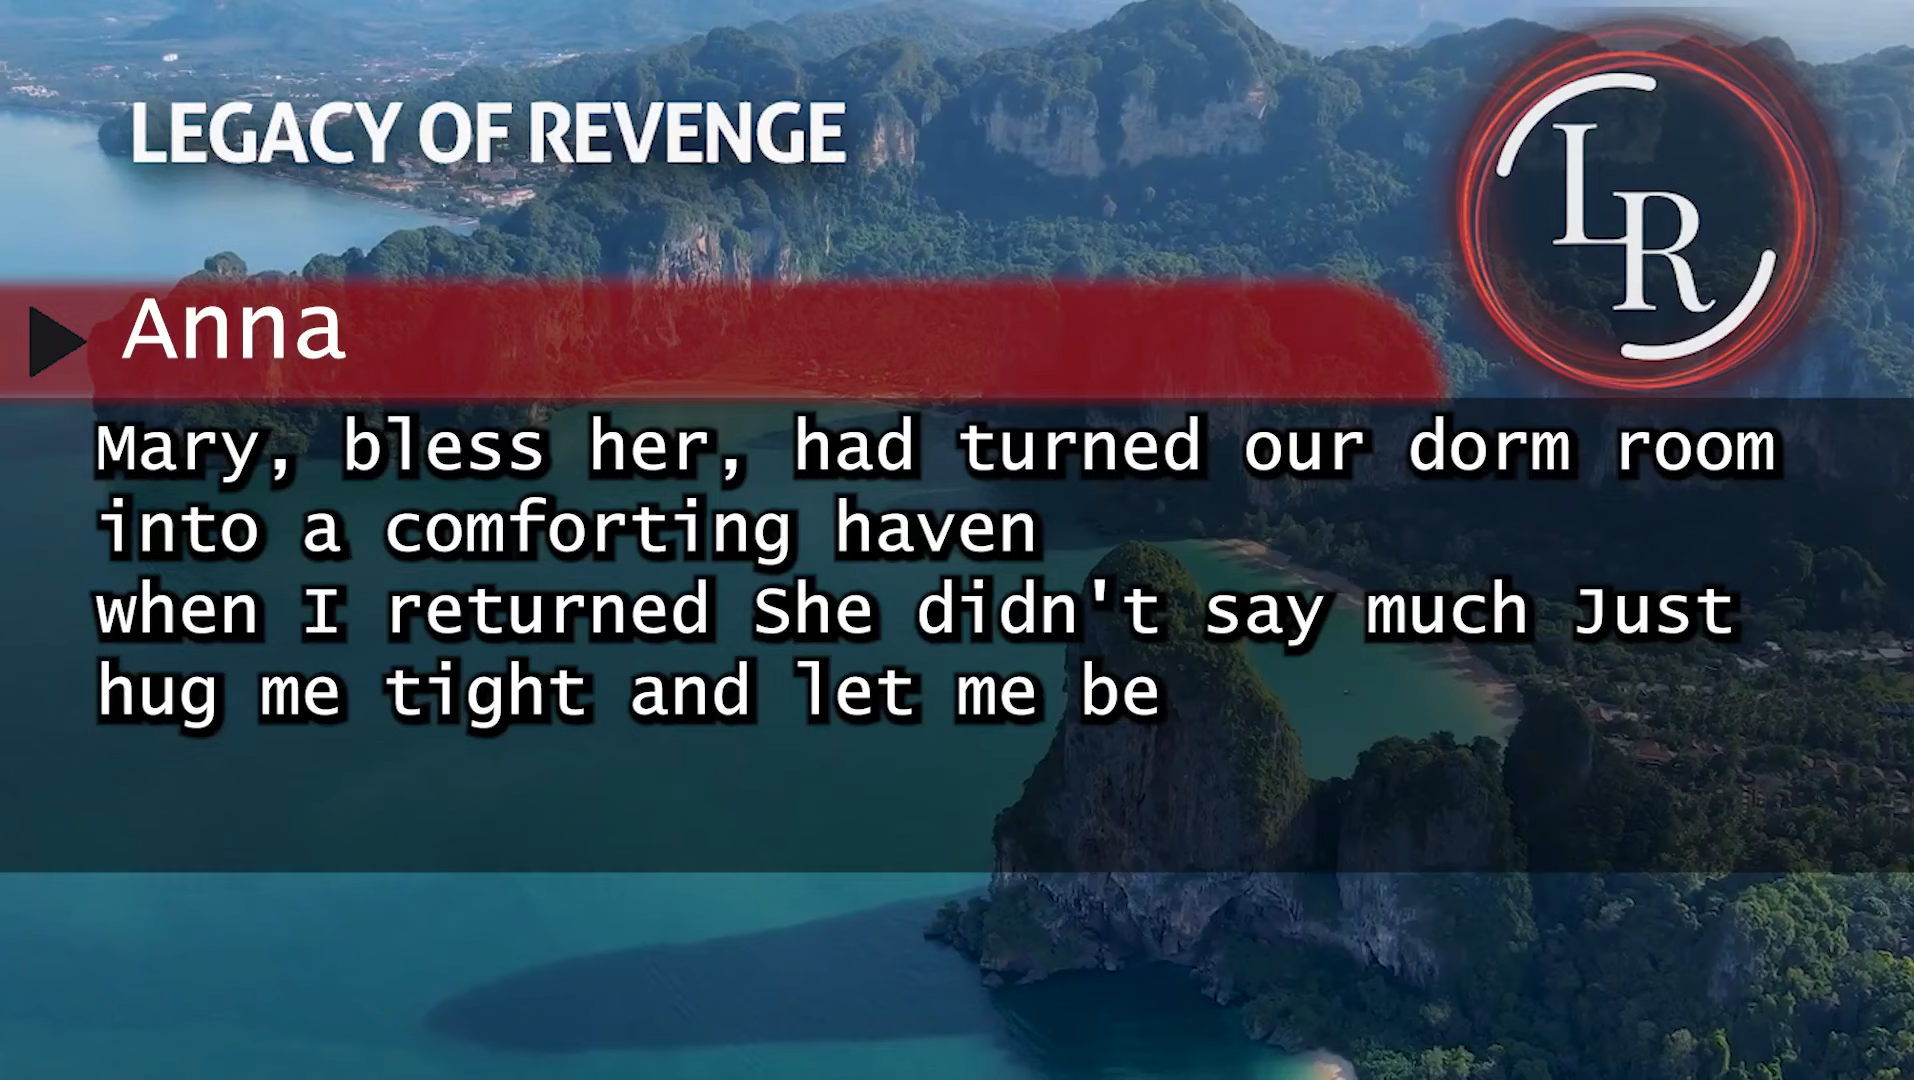 LEGACY OF REVENGE
LR
Anna
Mary, bless her, had turned our dorm room
into a comforting haven
when I returned She didn't say much Just
hug me tight and let me be